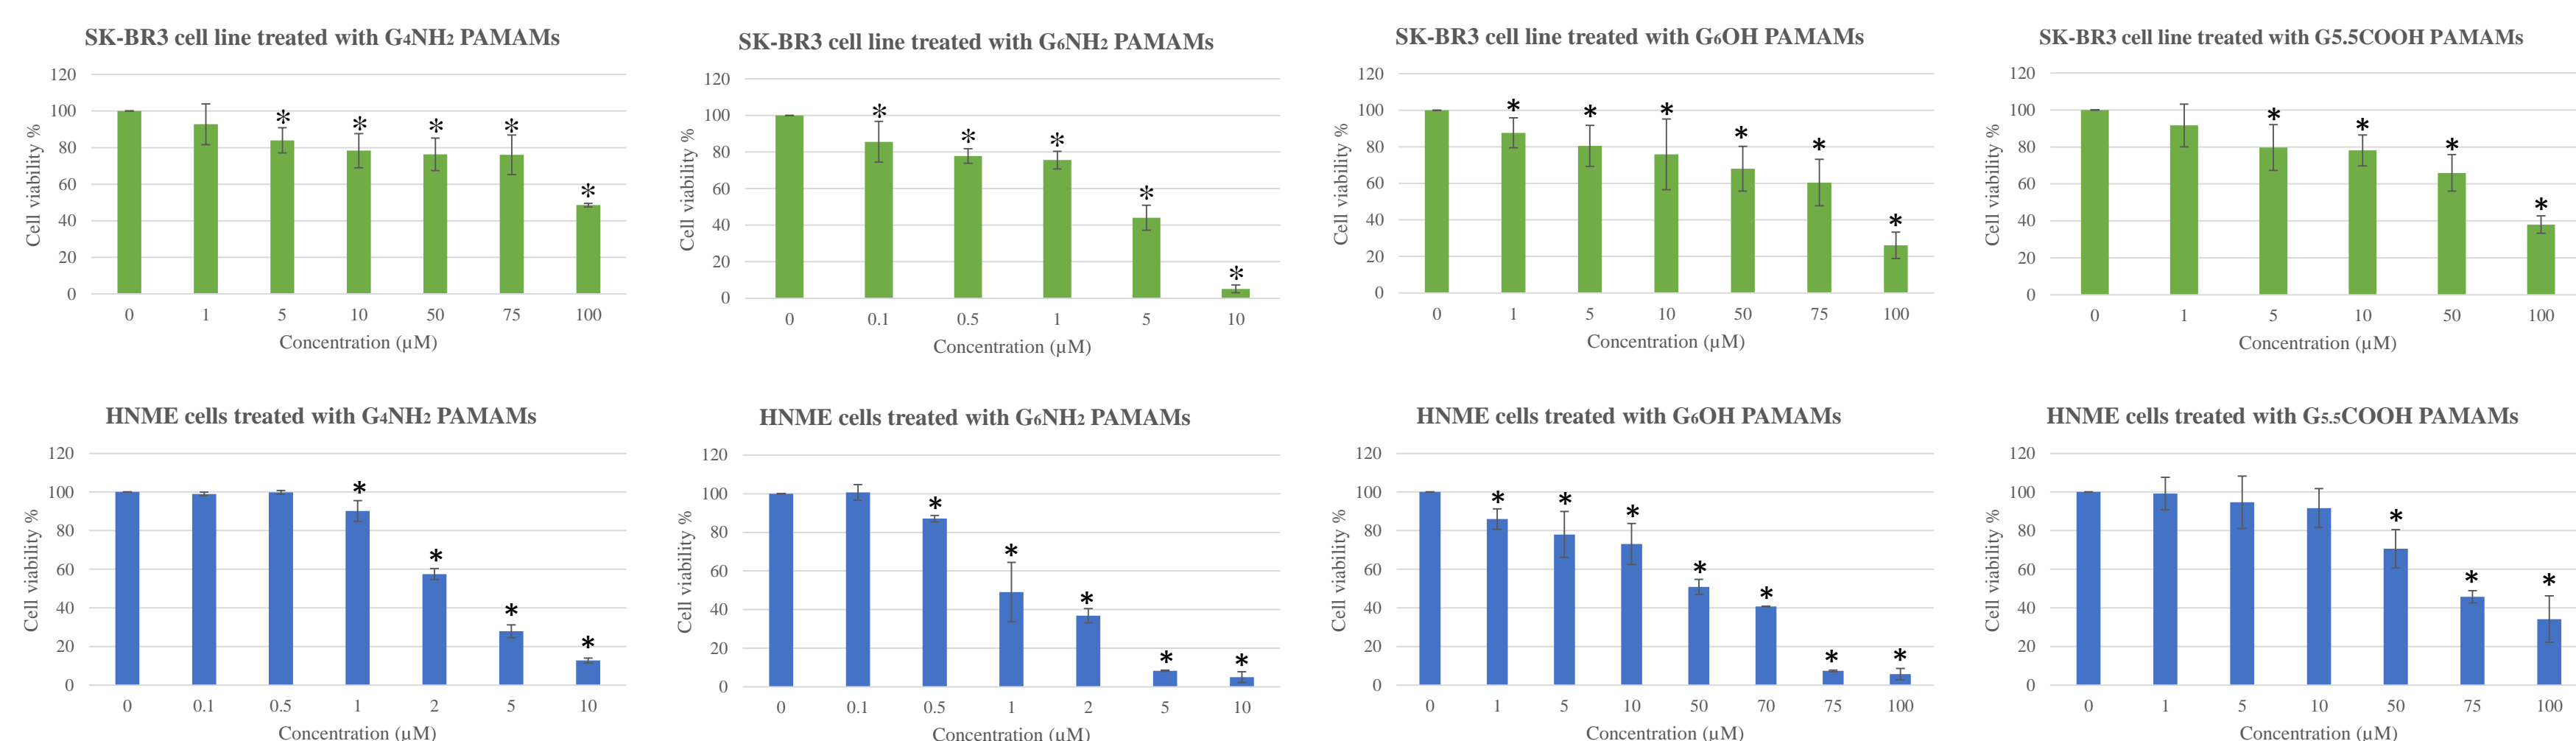 SK-BR3 cell line treated with G4NH2 PAMAMs
120
100
80
60
40
20
0
Cell viability %
* * * * *
0 1 5 10 50 75 100
Concentration (µM)
SK-BR3 cell line treated with G6NH2 PAMAMs
120
100
80
60
40
20
0
Cell viability %
* * * * *
0 0.1 0.5 1 5 10
Concentration (µM)
SK-BR3 cell line treated with G6OH PAMAMs
120
100
80
60
40
20
0
Cell viability %
* * * * * *
0 1 5 10 50 75 100
Concentration (µM)
SK-BR3 cell line treated with G5.5COOH PAMAMs
120
100
80
60
40
20
0
Cell viability %
* * * *
0 1 5 10 50 100
Concentration (µM)
HNME cells treated with G4NH2 PAMAMs
120
100
80
60
40
20
0
Cell viability %
* * * *
0 0.1 0.5 1 2 5 10
Concentration (µM)
HNME cells treated with G6NH2 PAMAMs
120
100
80
60
40
20
0
Cell viability %
* * * * *
0 0.1 0.5 1 2 5 10
Concentration (µM)
HNME cells treated with G6OH PAMAMs
120
100
80
60
40
20
0
Cell viability %
* * * * * * *
0 1 5 10 50 70 75 100
Concentration (µM)
HNME cells treated with G5.5COOH PAMAMs
120
100
80
60
40
20
0
Cell viability %
* * *
0 1 5 10 50 75 100
Concentration (µM)